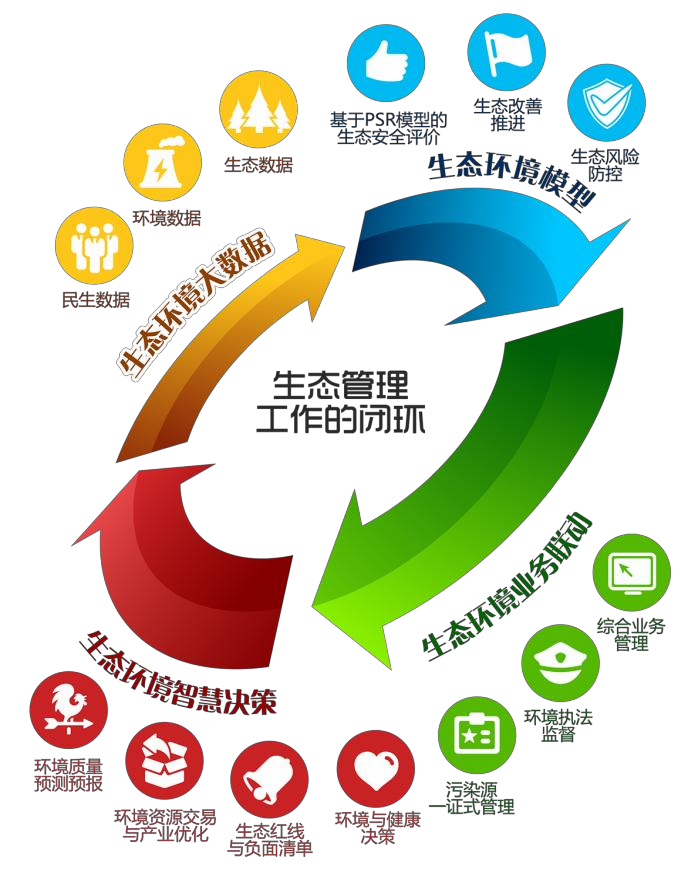 基于PSR模型的
生态安全评价
生态改善
推进
生态风险
防控
生态环境模型
生态数据
环境数据
民生数据
生态环境大数据
生态管理
工作的闭环
生态环境业务联动
综合业务
管理
环境执法
监督
污染源
一证式管理
生态环境智慧决策
环境质量
预测预报
环境资源交易
与产业优化
生态红线
与负面清单
环境与健康
决策